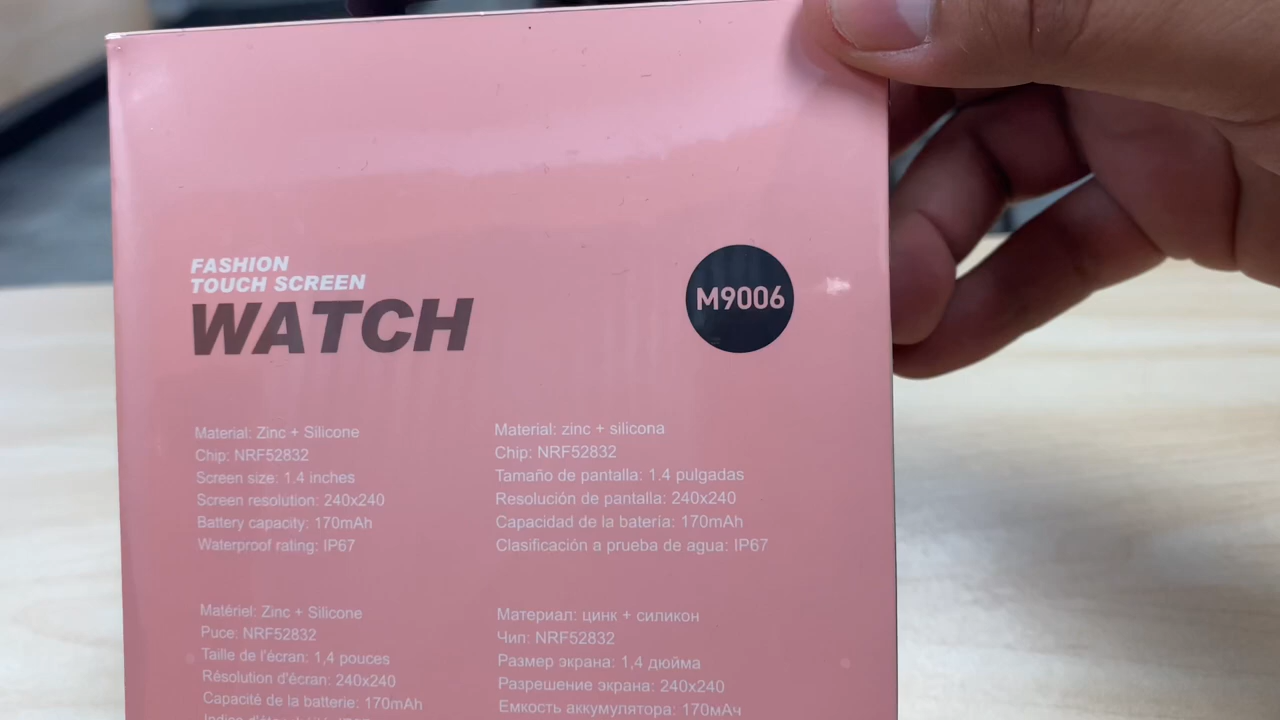 FASHION
TOUCH SCREEN
WATCH
M9006
Material: Zinc + Silicone
Chip: NRF52832
Screen size: 1.4 inches
Screen resolution: 240x240
Battery capacity: 170mAh
Waterproof rating: IP67
Material: zinc + silicona
Chip: NRF52832
Tamaño de pantalla: 1.4 pulgadas
Resolución de pantalla: 240x240
Capacidad de la batería: 170mAh
Clasificación a prueba de agua: IP67
Matériel: Zinc + Silicone
Puce: NRF52832
Taille de l'écran: 1,4 pouces
Résolution d'écran: 240x240
Capacité de la batterie: 170mAh
Материал: цинк + силикон
Чип: NRF52832
Размер экрана: 1,4 дюйма
Разрешение экрана: 240x240
Емкость аккумулятора: 170мАч